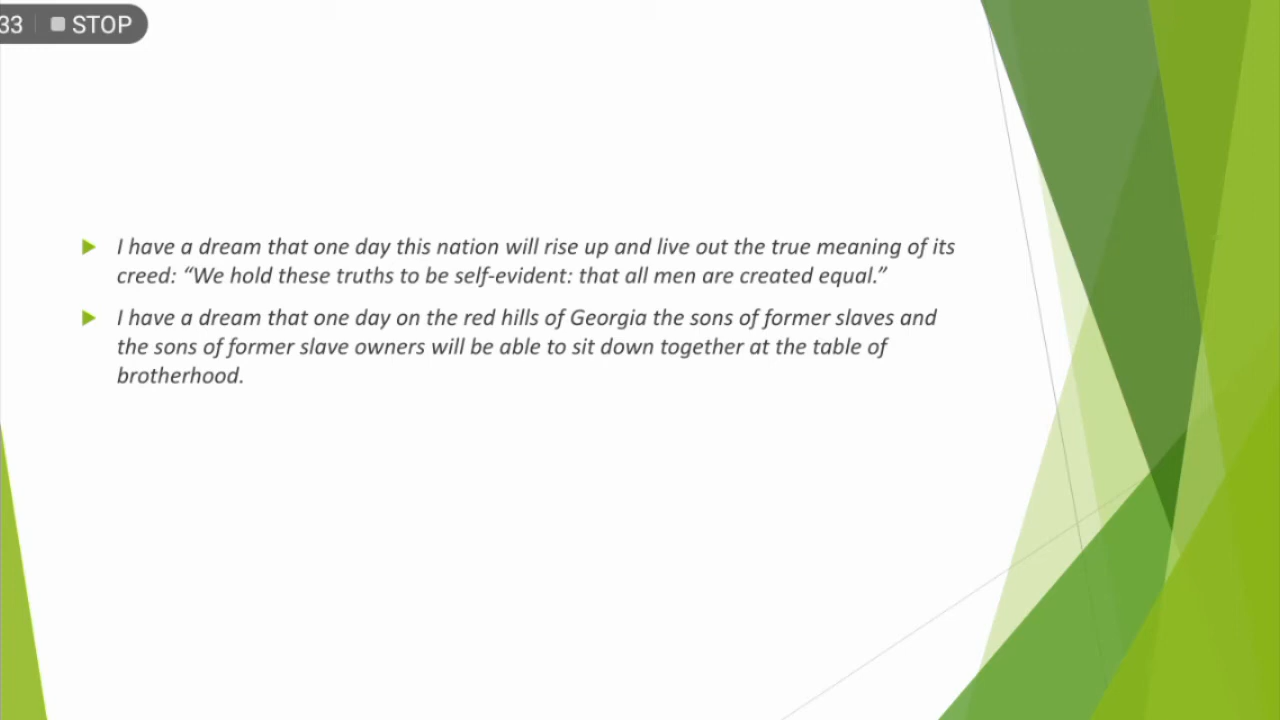 33 STOP
I have a dream that one day this nation will rise up and live out the true meaning of its
creed: “We hold these truths to be self-evident: that all men are created equal.”
I have a dream that one day on the red hills of Georgia the sons of former slaves and
the sons of former slave owners will be able to sit down together at the table of
brotherhood.